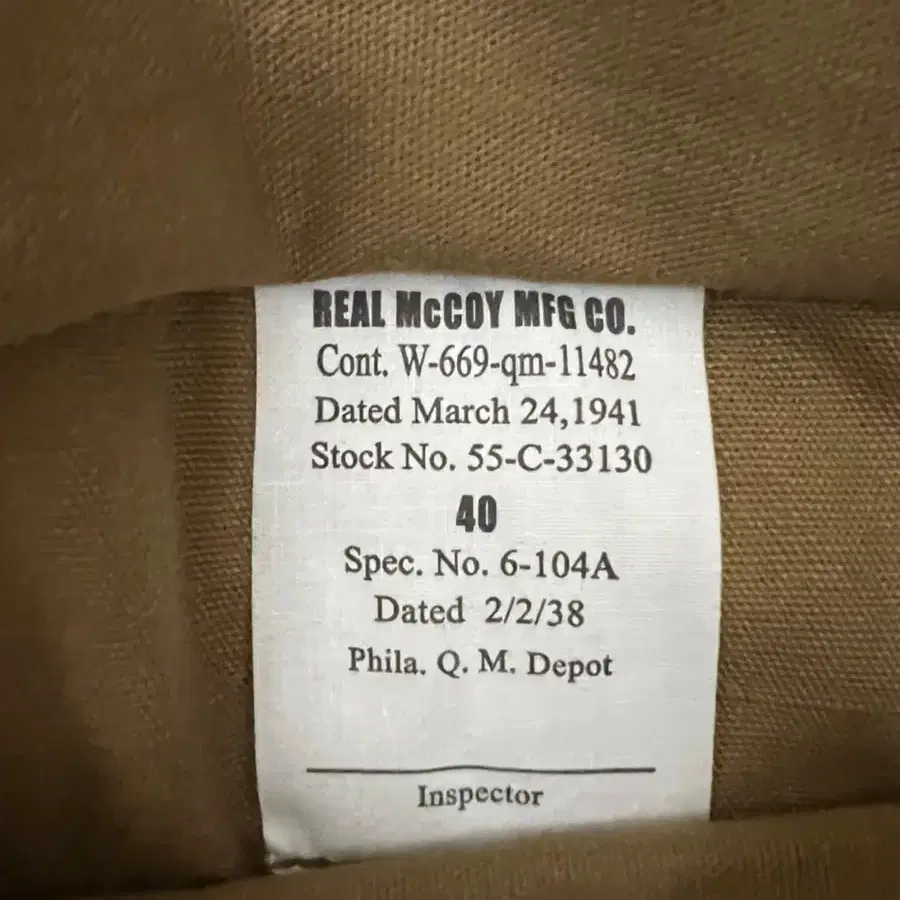 REAL McCOY MFG CO.
Cont. W-669-qm-11482
Dated March 24,1941
Stock No. 55-C-33130
40
Spec. No. 6-104A
Dated 2/2/38
Phila. Q. M. Depot
Inspector